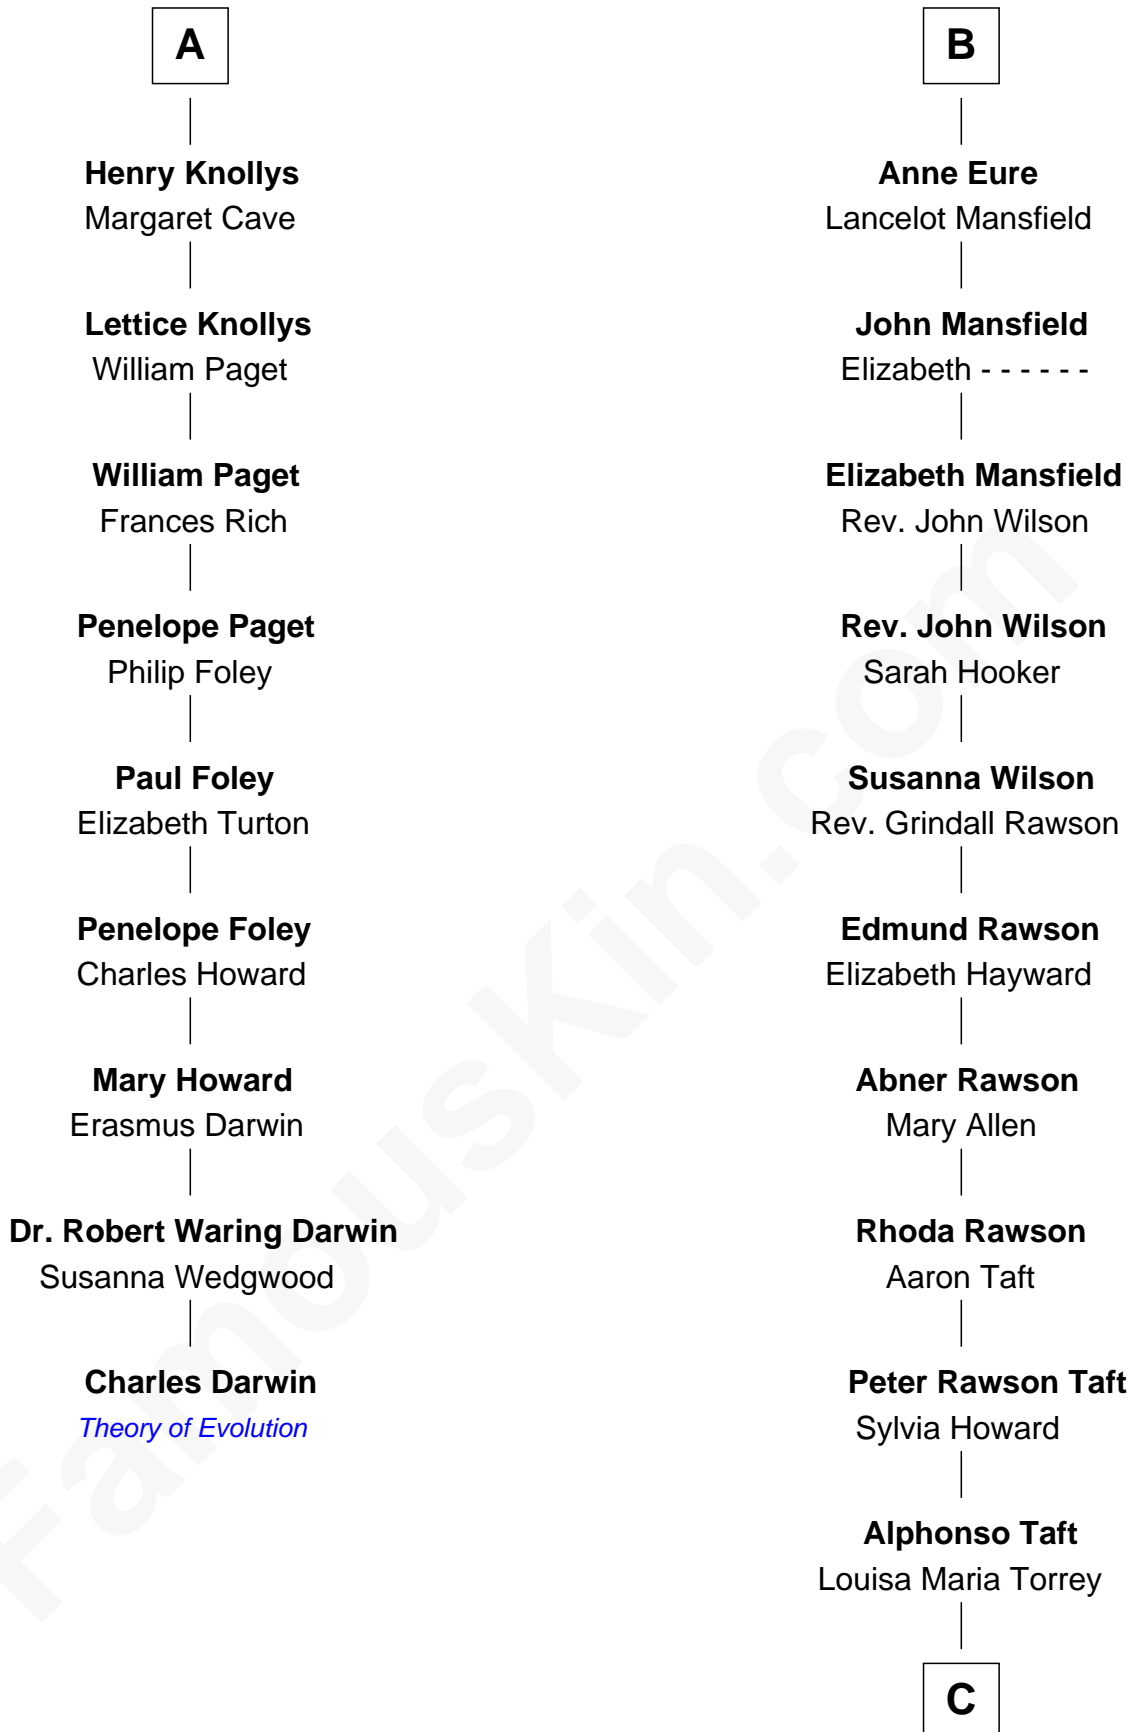 A
Henry Knollys
Margaret Cave
Lettice Knollys
William Paget
William Paget
Frances Rich
Penelope Paget
Philip Foley
Paul Foley
Elizabeth Turton
Penelope Foley
Charles Howard
Mary Howard
Erasmus Darwin
Dr. Robert Waring Darwin
Susanna Wedgwood
Charles Darwin
Theory of Evolution
B
Anne Eure
Lancelot Mansfield
John Mansfield
Elizabeth - - - - - -
Elizabeth Mansfield
Rev. John Wilson
Rev. John Wilson
Sarah Hooker
Susanna Wilson
Rev. Grindall Rawson
Edmund Rawson
Elizabeth Hayward
Abner Rawson
Mary Allen
Rhoda Rawson
Aaron Taft
Peter Rawson Taft
Sylvia Howard
Alphonso Taft
Louisa Maria Torrey
C
FamousKin.com